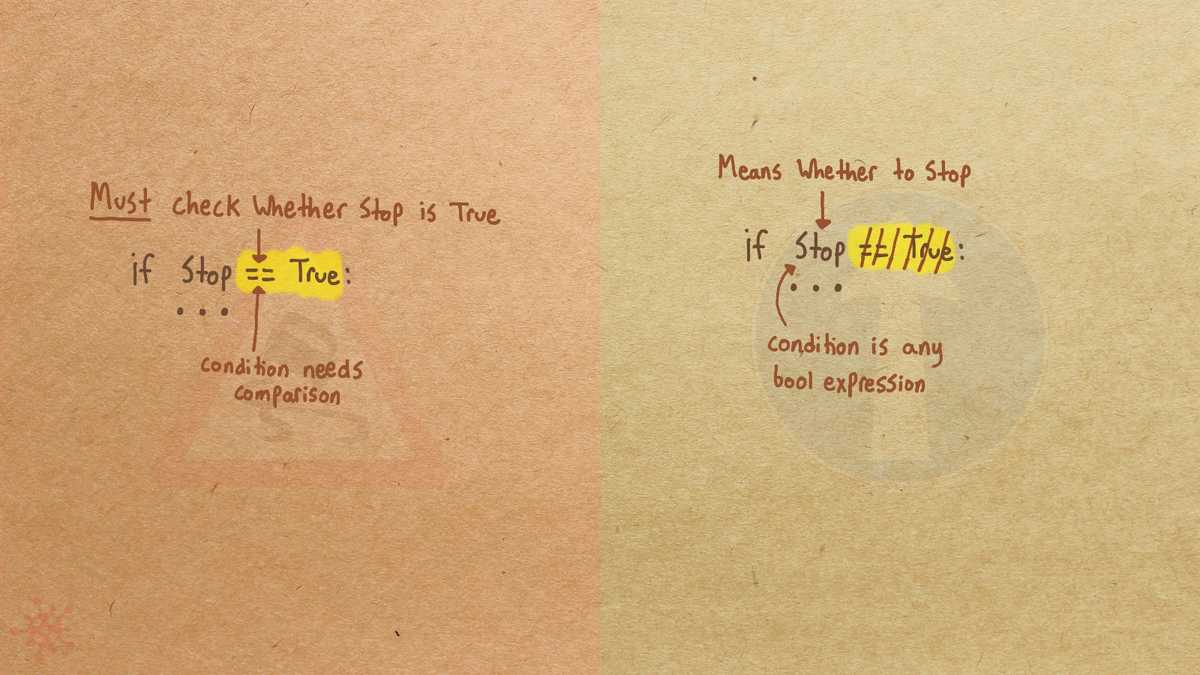 Must check Whether Stop is True
if Stop == True:
...
condition needs
comparison
Means Whether to Stop
if Stop == True:
...
condition is any
bool expression